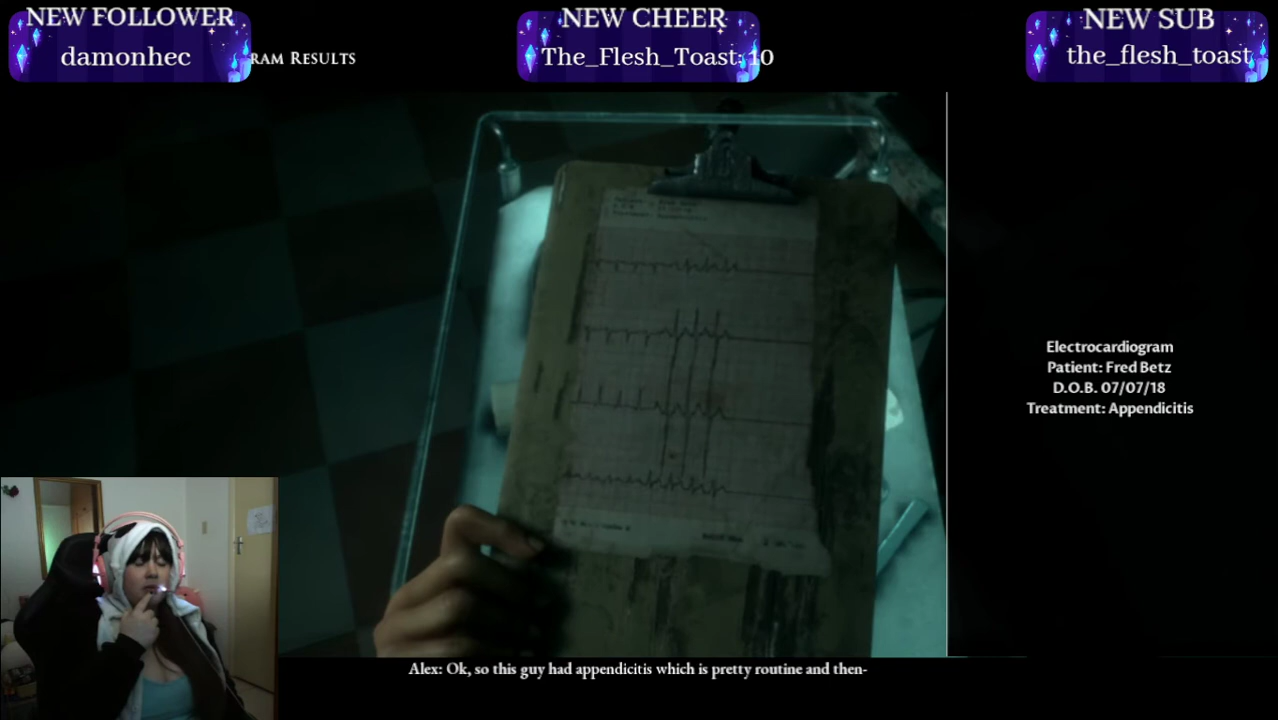 NEW FOLLOWER
damonhec
RAM RESULTS
NEW CHEER
The_Flesh_Toast: 10
NEW SUB
the_flesh_toast
Electrocardiogram
Patient: Fred Betz
D.O.B. 07/07/18
Treatment: Appendicitis
Alex: Ok, so this guy had appendicitis which is pretty routine and then-